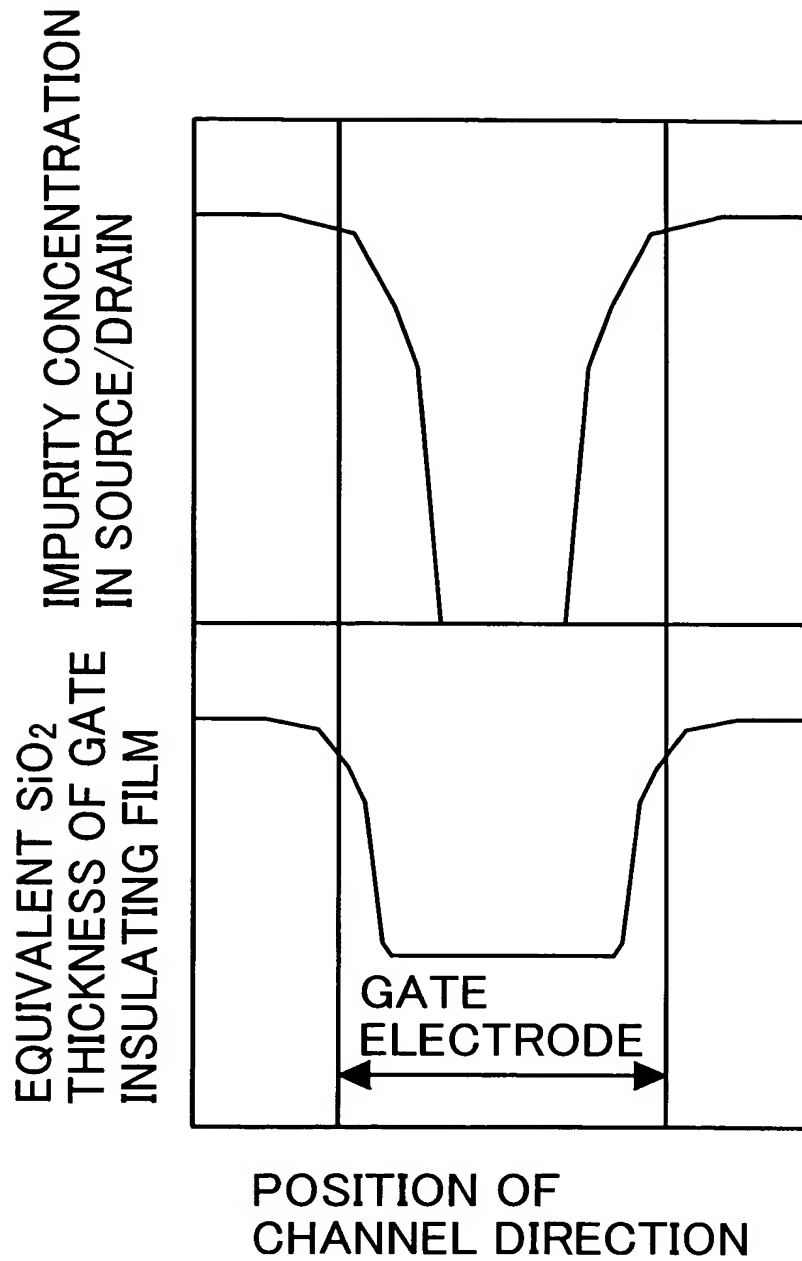 IMPURITY CONCENTRATION
IN SOURCE/DRAIN
EQUIVALENT SiO₂
THICKNESS OF GATE
INSULATING FILM
GATE
ELECTRODE
POSITION OF
CHANNEL DIRECTION